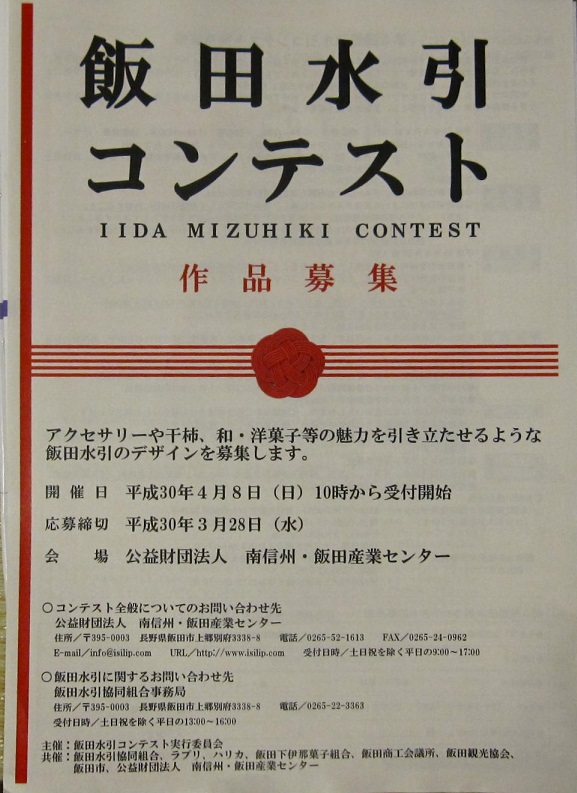 飯田水引
コンテスト
IIDA MIZUHIKI CONTEST
作品募集
アクセサリーや干柿、和・洋菓子等の魅力を引き立たせるような
飯田水引のデザインを募集します。
開催日 平成30年4月8日（日）10時から受付開始
応募締切 平成30年3月28日（水）
会場 公益財団法人 南信州・飯田産業センター
○コンテスト全般についてのお問い合わせ先
公益財団法人 南信州・飯田産業センター
住所／〒395-0003 長野県飯田市上郷別府3338-8 電話／0265-52-1613 FAX／0265-24-0962
E-mail／info@isilip.com URL／http://www.isilip.com 受付日時／土日祝を除く平日の9:00~17:00
○飯田水引に関するお問い合わせ先
飯田水引協同組合事務局
住所／〒395-0003 長野県飯田市上郷別府3338-8 電話／0265-22-3363
受付日時／土日祝を除く平日の13:00~16:00
主催：飯田水引コンテスト実行委員会
共催：飯田水引協同組合、ラプリ、ハリカ、飯田下伊那菓子組合、飯田商工会議所、飯田観光協会、
飯田市、公益財団法人 南信州・飯田産業センター